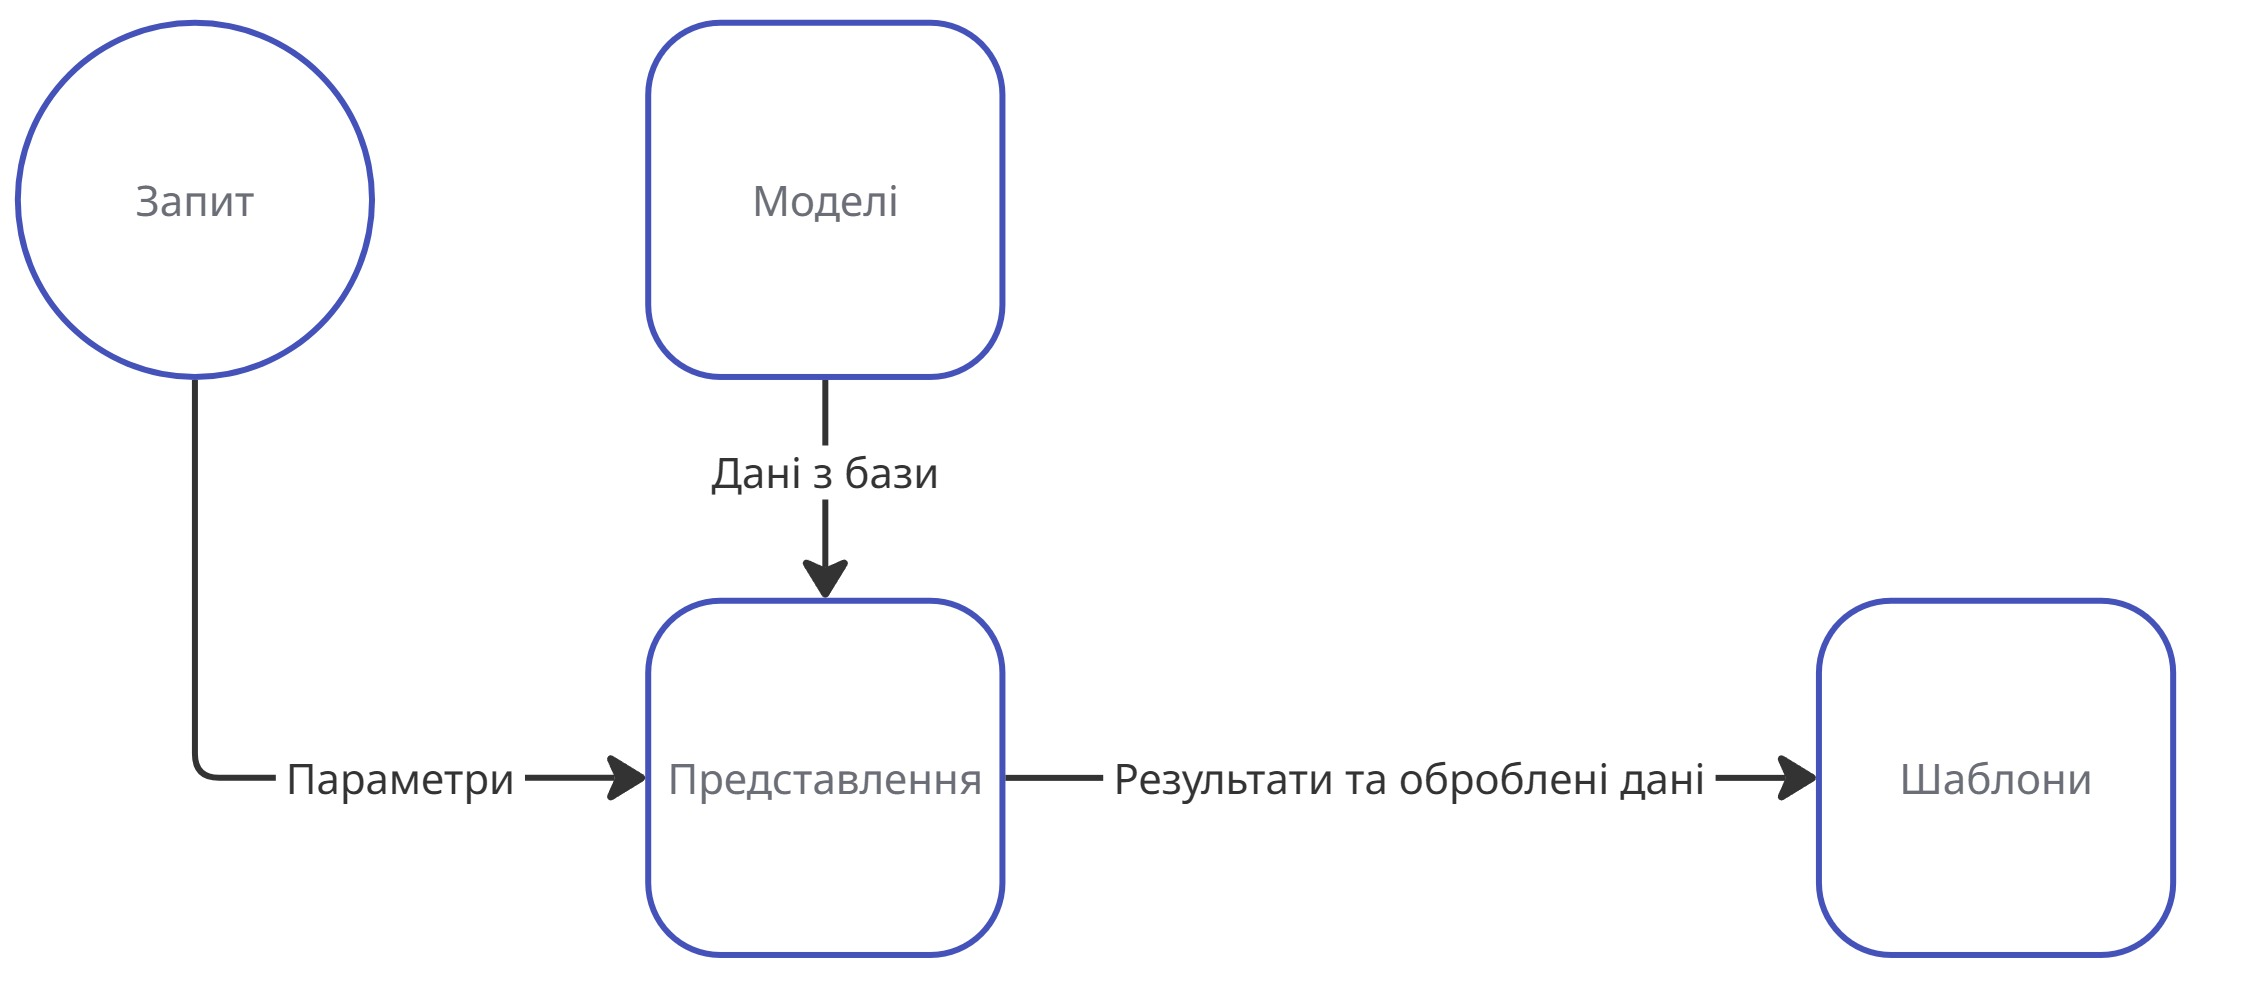 Запит
Моделі
Дані з бази
Параметри
Представлення
Результати та оброблені дані
Шаблони